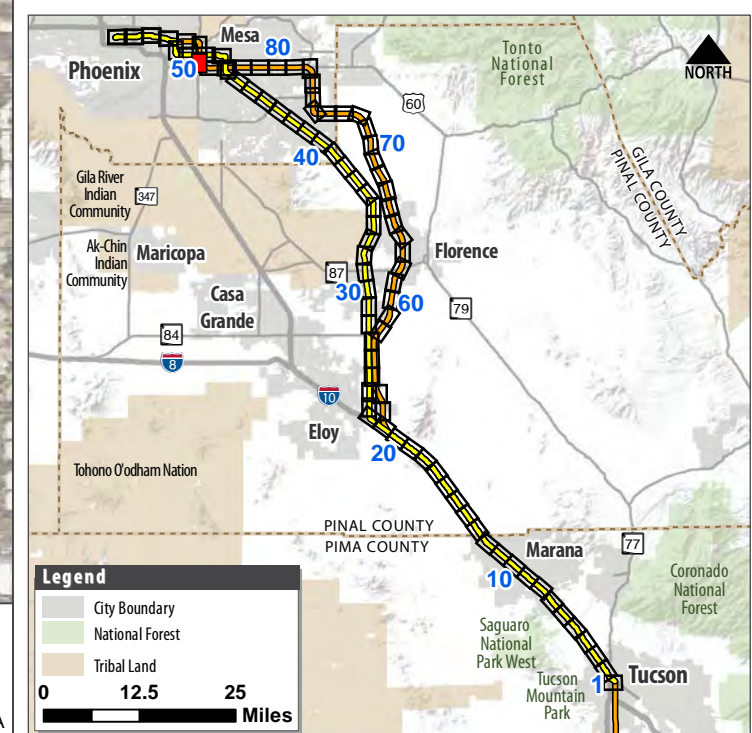 Mesa
80
Tonto
National
Forest
NORTH
Phoenix
50
60
70
40
GILA COUNTY
PINAL COUNTY
Gila River
Indian
Community
347
Ak-Chin
Indian
Community
Maricopa
Florence
87
30
60
Casa
Grande
79
84
8
10
Eloy
20
Tohono O'odham Nation
PINAL COUNTY
PIMA COUNTY
Marana
77
10
Coronado
National
Forest
Saguaro
National
Park West
Tucson
Mountain
Park
1
Tucson
Legend
City Boundary
National Forest
Tribal Land
0 12.5 25
Miles
A